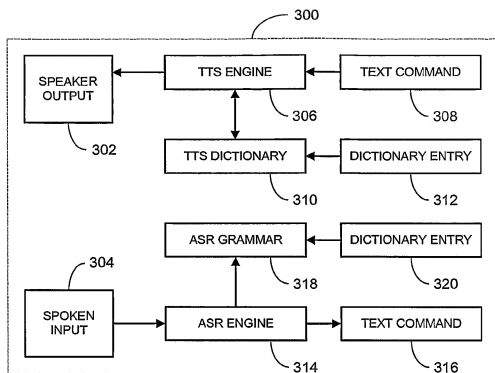 300
SPEAKER
OUTPUT
302
TTS ENGINE
306
TEXT COMMAND
308
TTS DICTIONARY
310
DICTIONARY ENTRY
312
304
ASR GRAMMAR
318
DICTIONARY ENTRY
320
SPOKEN
INPUT
ASR ENGINE
314
TEXT COMMAND
316